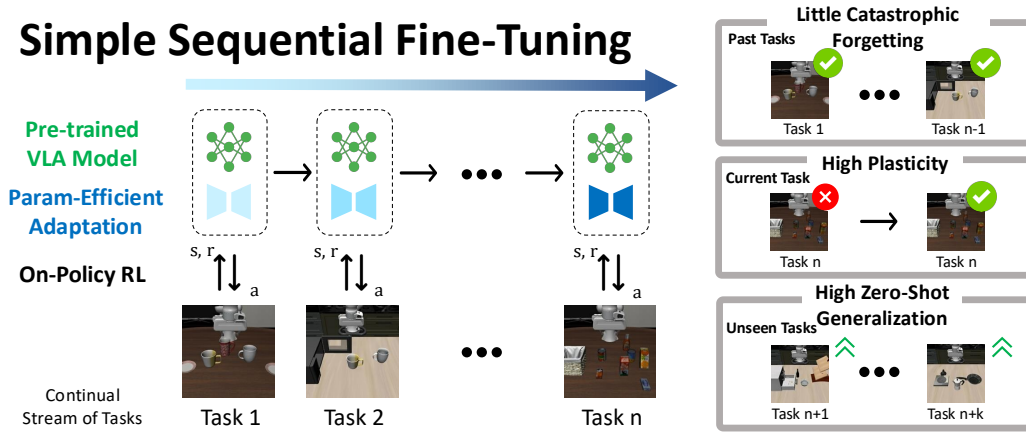 Simple Sequential Fine-Tuning
Pre-trained
VLA Model
Param-Efficient
Adaptation
On-Policy RL
s, r
a
s, r
a
s, r
a
Continual
Stream of Tasks
Task 1
Task 2
Task n
Little Catastrophic
Forgetting
Past Tasks
Task 1
Task n-1
High Plasticity
Current Task
Task n
Task n
High Zero-Shot
Generalization
Unseen Tasks
Task n+1
Task n+k